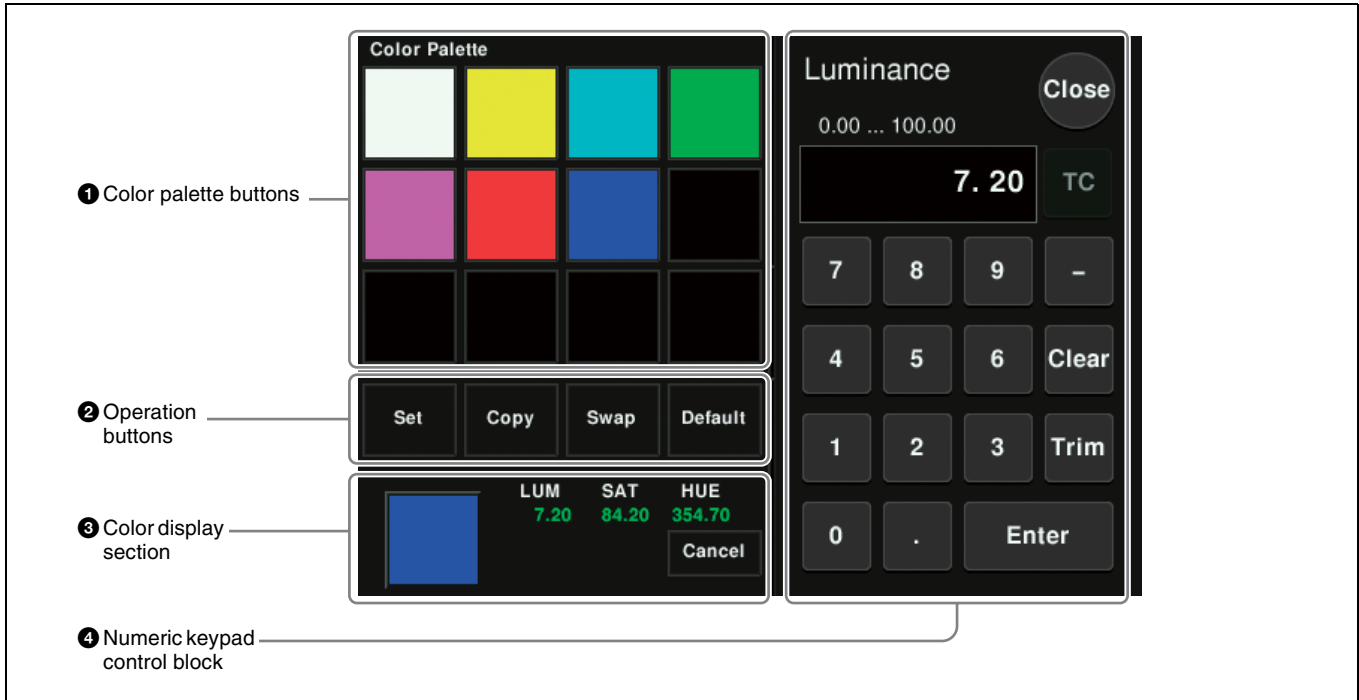 ❶ Color palette buttons
❷ Operation
buttons
❸ Color display
section
❹ Numeric keypad
control block
Color Palette
Set Copy Swap Default
LUM SAT HUE
7.20 84.20 354.70
Cancel
Luminance
Close
0.00 ... 100.00
7. 20 TC
7 8 9 –
4 5 6 Clear
1 2 3 Trim
0 . Enter